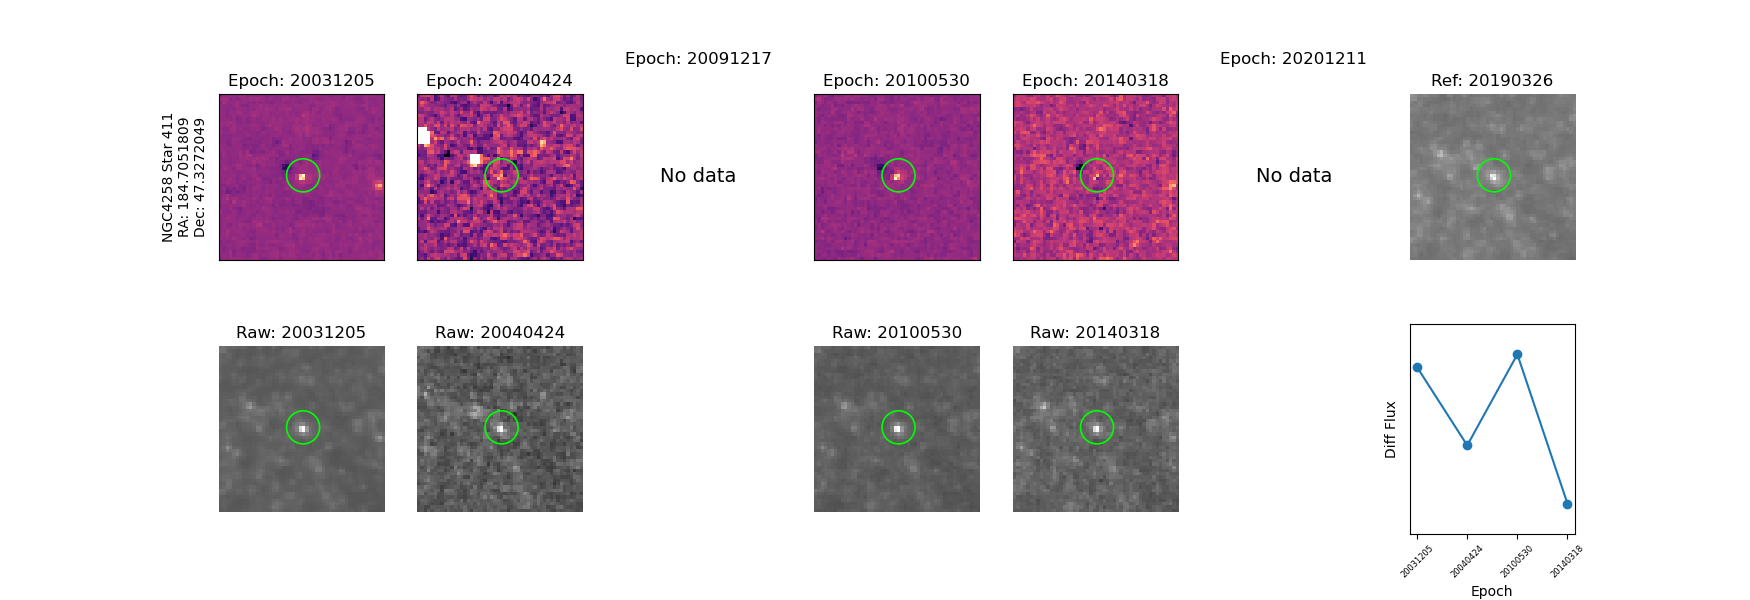 NGC4258 Star 411
RA: 184.7051809
Dec: 47.3272049
Epoch: 20031205
Epoch: 20040424
Epoch: 20091217
No data
Epoch: 20100530
Epoch: 20140318
Epoch: 20201211
No data
Ref: 20190326
Raw: 20031205
Raw: 20040424
Raw: 20100530
Raw: 20140318
Diff Flux
20031205
20040424
20100530
20140318
Epoch